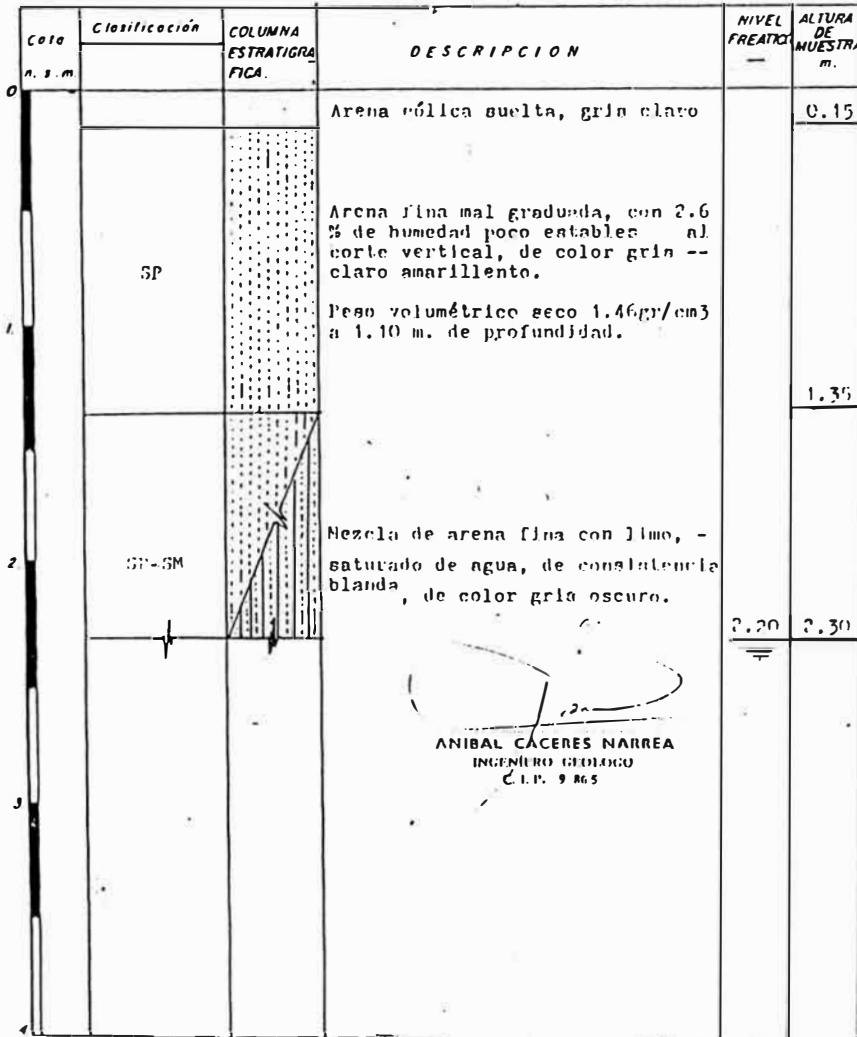 Cota
n. s. m.
Clasificación
COLUMNA
ESTRATIGRA
FICA.
DESCRIPCION
NIVEL
FREATICO
ALTURA
DE
MUESTRA
m.
0
Arena eólica suelta, gris claro
0.15
Arena fina mal graduada, con 2.6
% de humedad poco estables al
corte vertical, de color gris --
claro amarillento.
SP
Peso volumétrico seco 1.46gr/cm3
a 1.10 m. de profundidad.
1
1.35
Mezcla de arena fina con limo, -
saturado de agua, de consistencia
blanda, de color gris oscuro.
2
SP-SM
2.20
2.30
ANIBAL CACERES NARREA
INGENIERO GEOLOGO
C. I. P. 9 865
3
4